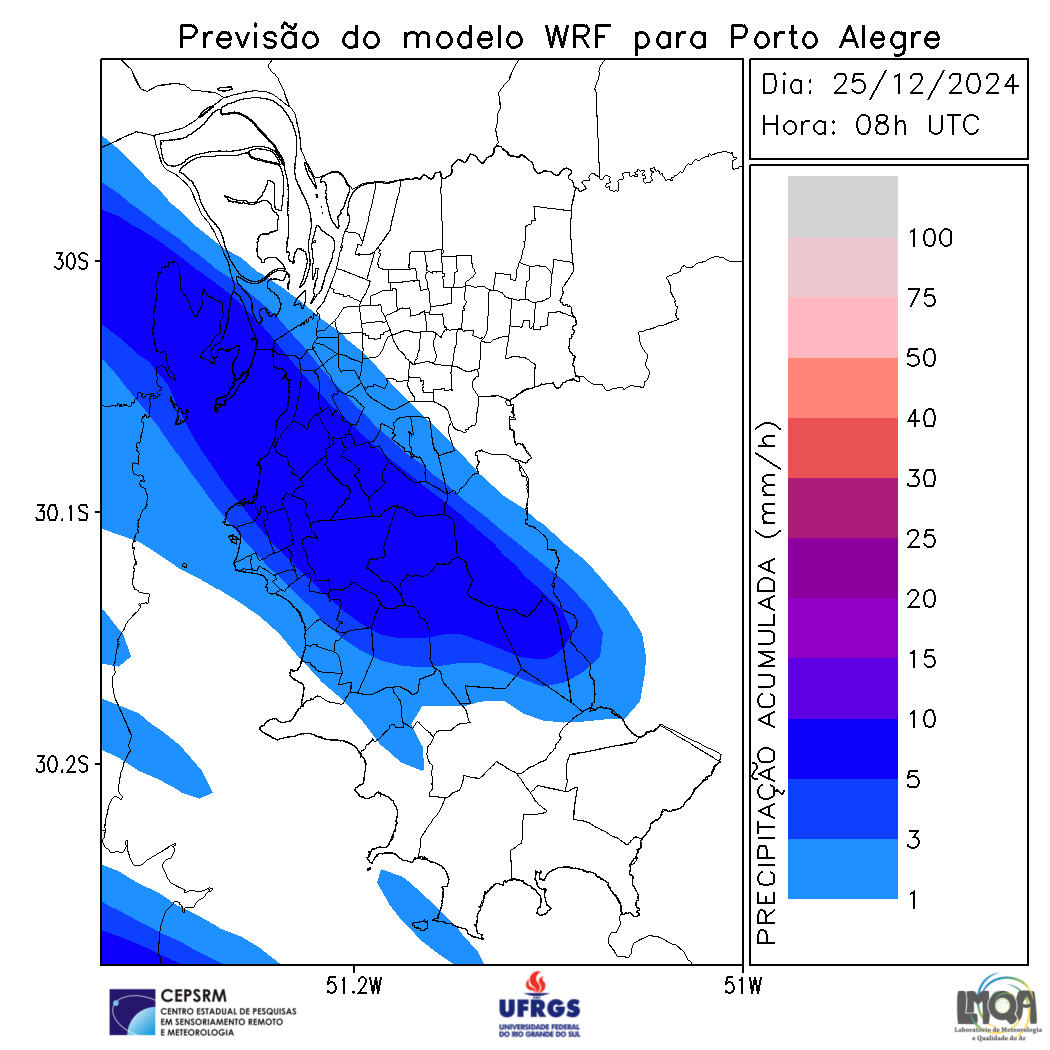 Previsão do modelo WRF para Porto Alegre
Dia: 25/12/2024
Hora: 08h UTC
30S
30.1S
30.2S
51.2W
51W
PRECIPITAÇÃO ACUMULADA (mm/h)
100
75
50
40
30
25
20
15
10
5
3
1
CEPSRM
CENTRO ESTADUAL DE PESQUISAS
EM SENSORIAMENTO REMOTO
E METEOROLOGIA
UFRGS
UNIVERSIDADE FEDERAL
DO RIO GRANDE DO SUL
LMQA
Laboratório de Meteorologia
e Qualidade do Ar